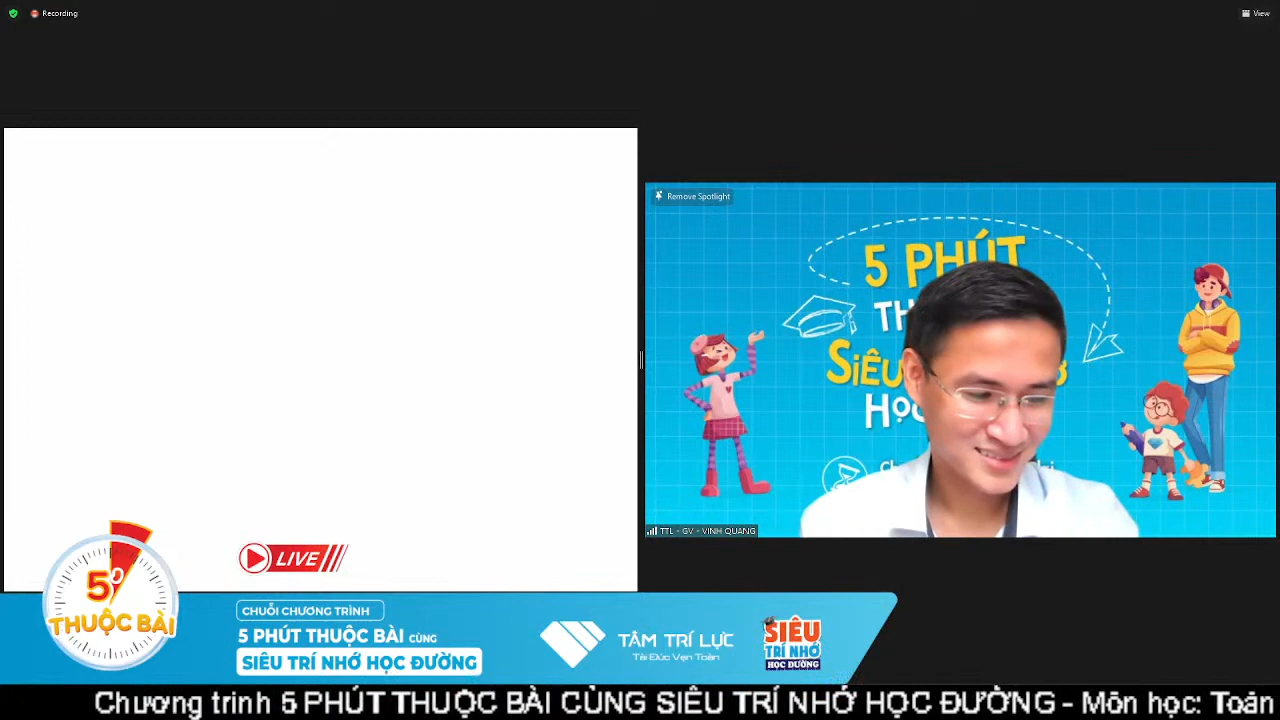 Recording
View
Remove Spotlight
5 PHÚT
SIÊU
HỌC
TTL - GV - VINH QUANG
LIVE
5
THUỘC BÀI
CHUỖI CHƯƠNG TRÌNH
5 PHÚT THUỘC BÀI CÙNG
SIÊU TRÍ NHỚ HỌC ĐƯỜNG
TÂM TRÍ LỰC
Tài Đức Vẹn Toàn
SIÊU
TRÍ NHỚ
HỌC ĐƯỜNG
Chương trình 5 PHÚT THUỘC BÀI CÙNG SIÊU TRÍ NHỚ HỌC ĐƯỜNG - Môn học: Toán